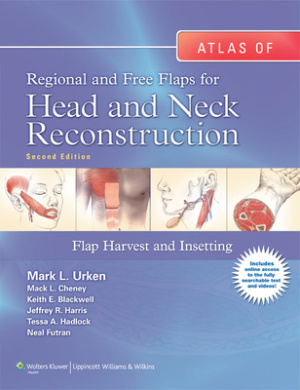 ATLAS OF
Regional and Free Flaps for
Head and Neck
Reconstruction
Second Edition
Flap Harvest and Insetting
Mark L. Urken
Mack L. Cheney
Keith E. Blackwell
Jeffrey R. Harris
Tessa A. Hadlock
Neal Futran
Includes
online access to the
fully searchable text
and videos!
Wolters Kluwer | Lippincott Williams & Wilkins
Health